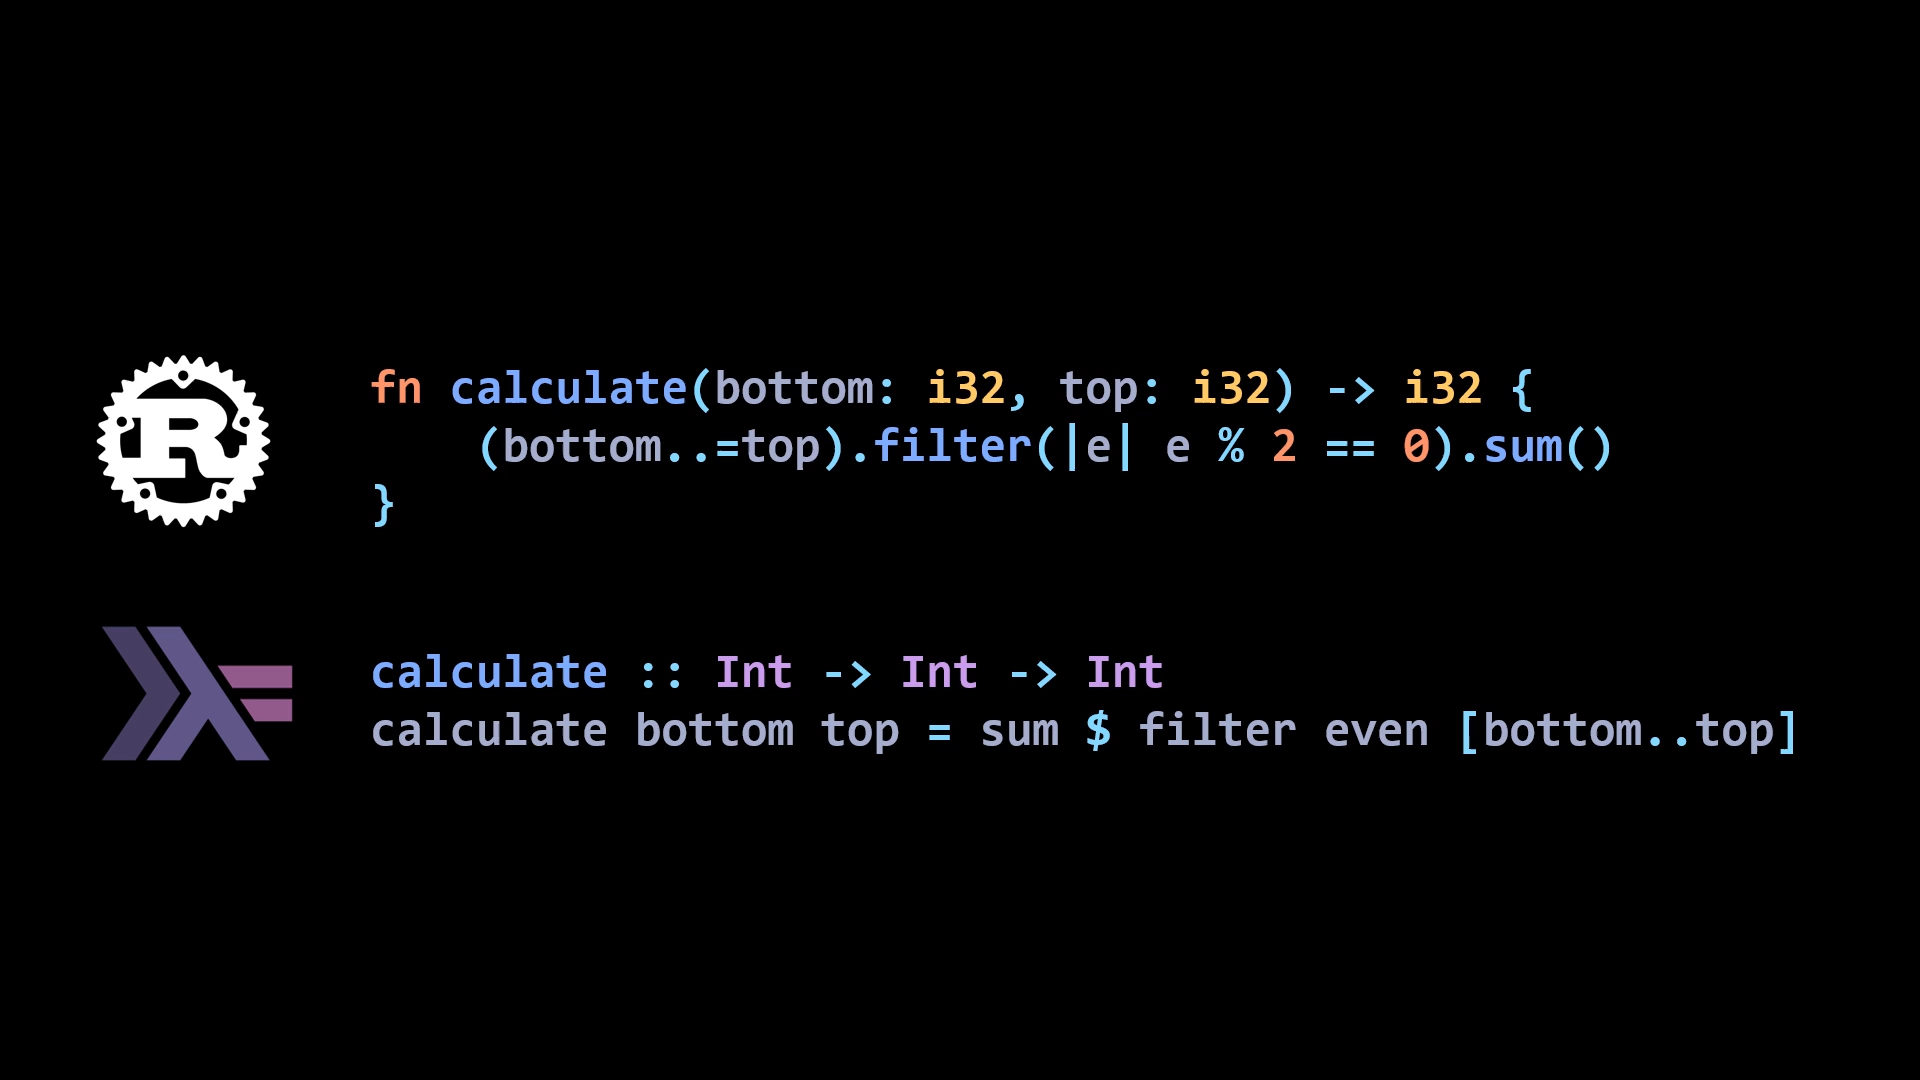 fn calculate(bottom: i32, top: i32) -> i32 {
    (bottom..=top).filter(|e| e % 2 == 0).sum()
}
calculate :: Int -> Int -> Int
calculate bottom top = sum $ filter even [bottom..top]